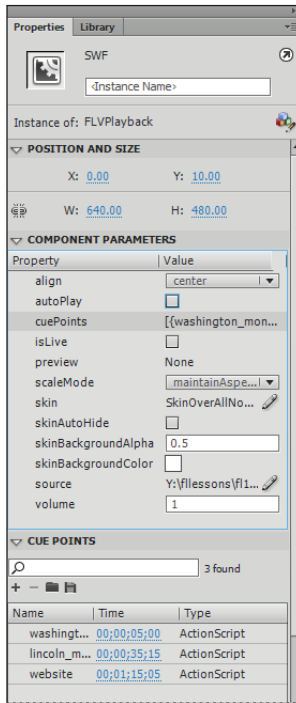 Properties Library
SWF
<Instance Name>
Instance of: FLVPlayback
POSITION AND SIZE
X: 0.00 Y: 10.00
W: 640.00 H: 480.00
COMPONENT PARAMETERS
Property Value
align center
autoPlay
cuePoints [{washington_mon...
isLive
preview None
scaleMode maintainAspe...
skin SkinOverAllNo...
skinAutoHide
skinBackgroundAlpha 0.5
skinBackgroundColor
source Y:\fllessons\fl1...
volume 1
CUE POINTS
3 found
Name Time Type
washingt... 00;00;05;00 ActionScript
lincoln_m... 00;00;35;15 ActionScript
website 00;01;15;05 ActionScript